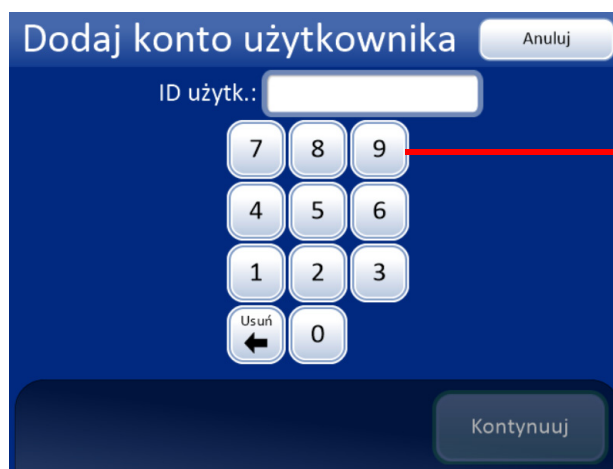 Dodaj konto użytkownika Anuluj
ID użytk.:
7 8 9
4 5 6
1 2 3
Usuń 0
Kontynuuj